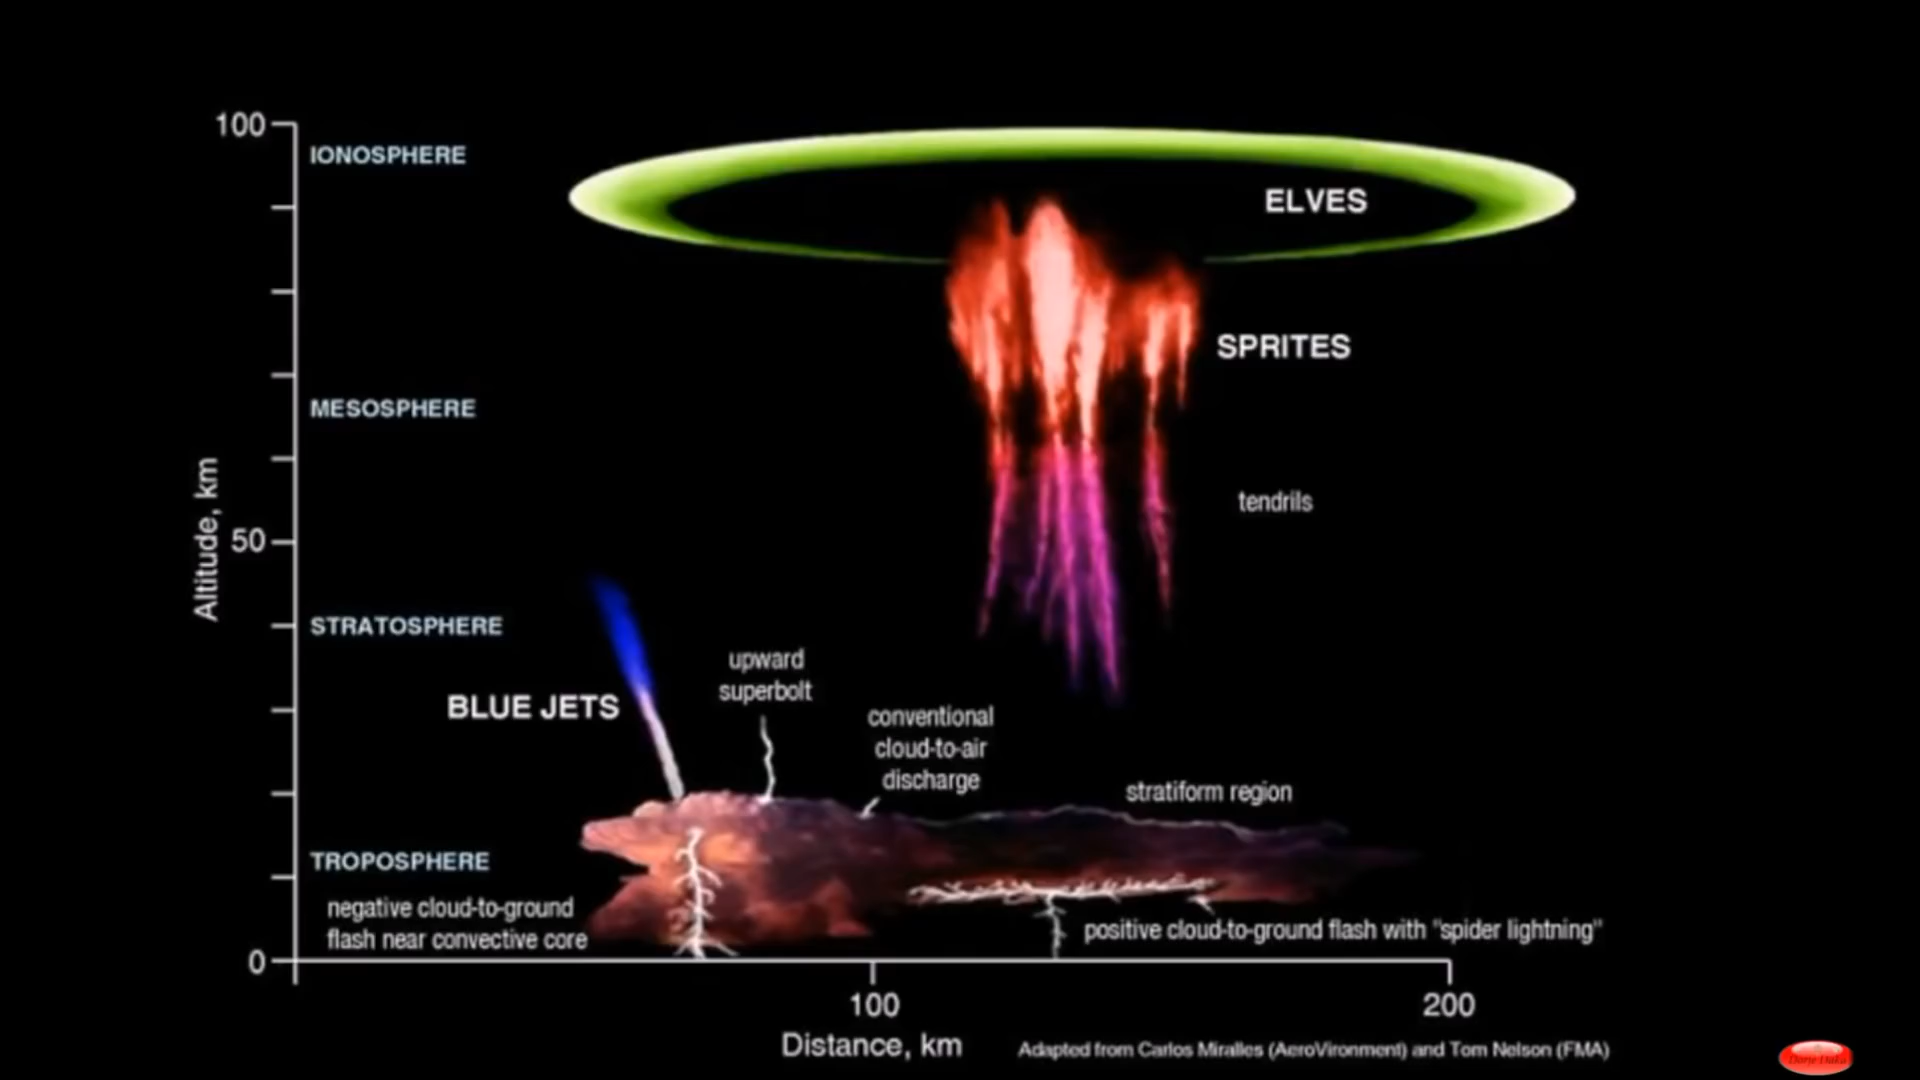 100
IONOSPHERE
ELVES
SPRITES
MESOSPHERE
tendrils
Altitude, km
50
STRATOSPHERE
BLUE JETS
upward
superbolt
conventional
cloud-to-air
discharge
stratiform region
TROPOSPHERE
negative cloud-to-ground
flash near convective core
positive cloud-to-ground flash with "spider lightning"
0
100
200
Distance, km
Adapted from Carlos Miralles (AeroVironment) and Tom Nelson (FMA)